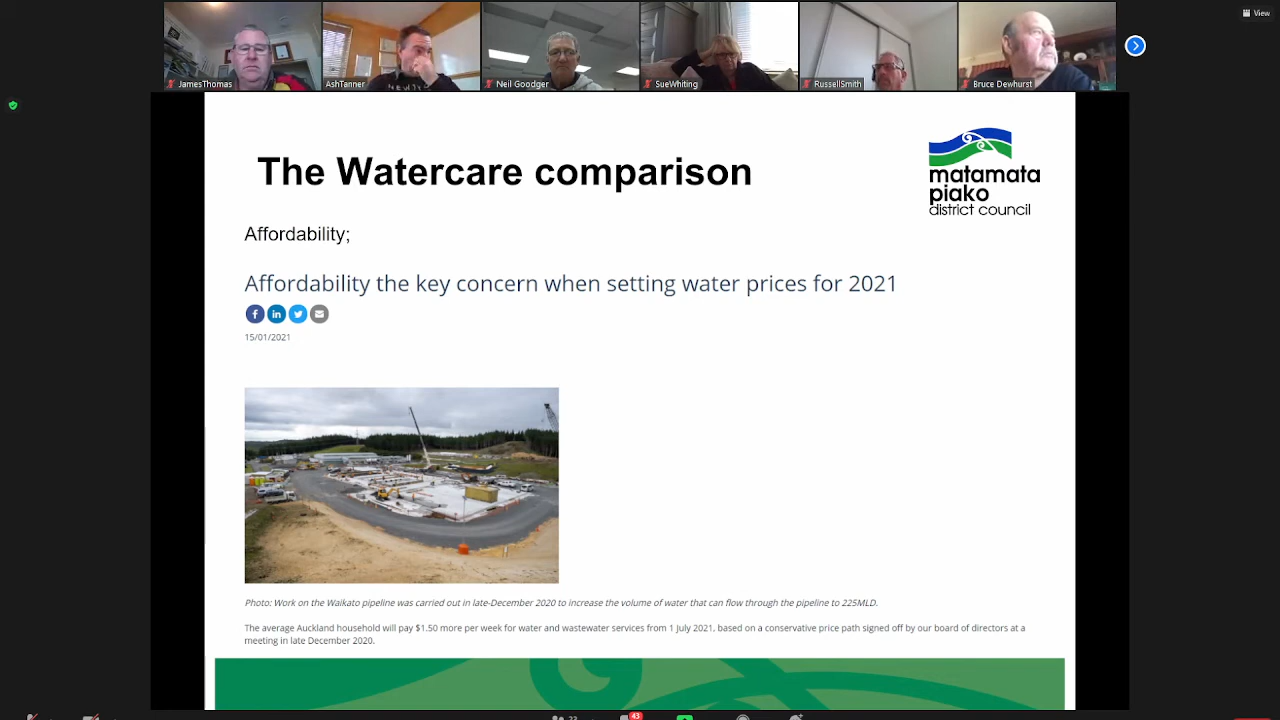 View
JamesThomas
AshTanner
Neil Goodger
SueWhiting
RussellSmith
Bruce Dewhurst
The Watercare comparison
matamata
piako
district council
Affordability;
Affordability the key concern when setting water prices for 2021
15/01/2021
Photo: Work on the Waikato pipeline was carried out in late-December 2020 to increase the volume of water that can flow through the pipeline to 225MLD.
The average Auckland household will pay $1.50 more per week for water and wastewater services from 1 July 2021, based on a conservative price path signed off by our board of directors at a
meeting in late December 2020.
43